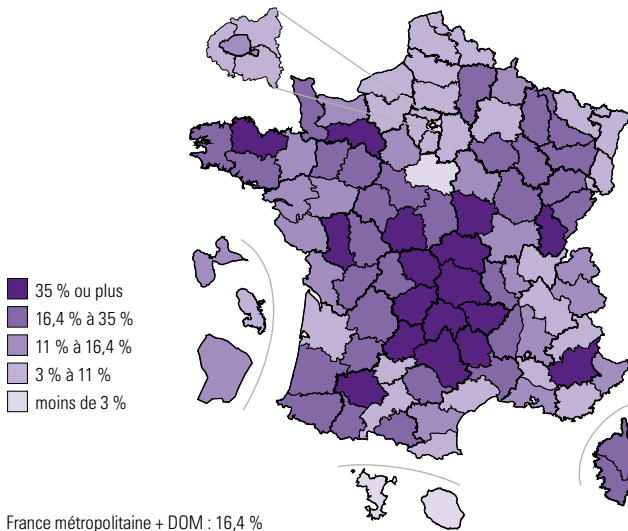 35 % ou plus
16,4 % à 35 %
11 % à 16,4 %
3 % à 11 %
moins de 3 %
France métropolitaine + DOM : 16,4 %